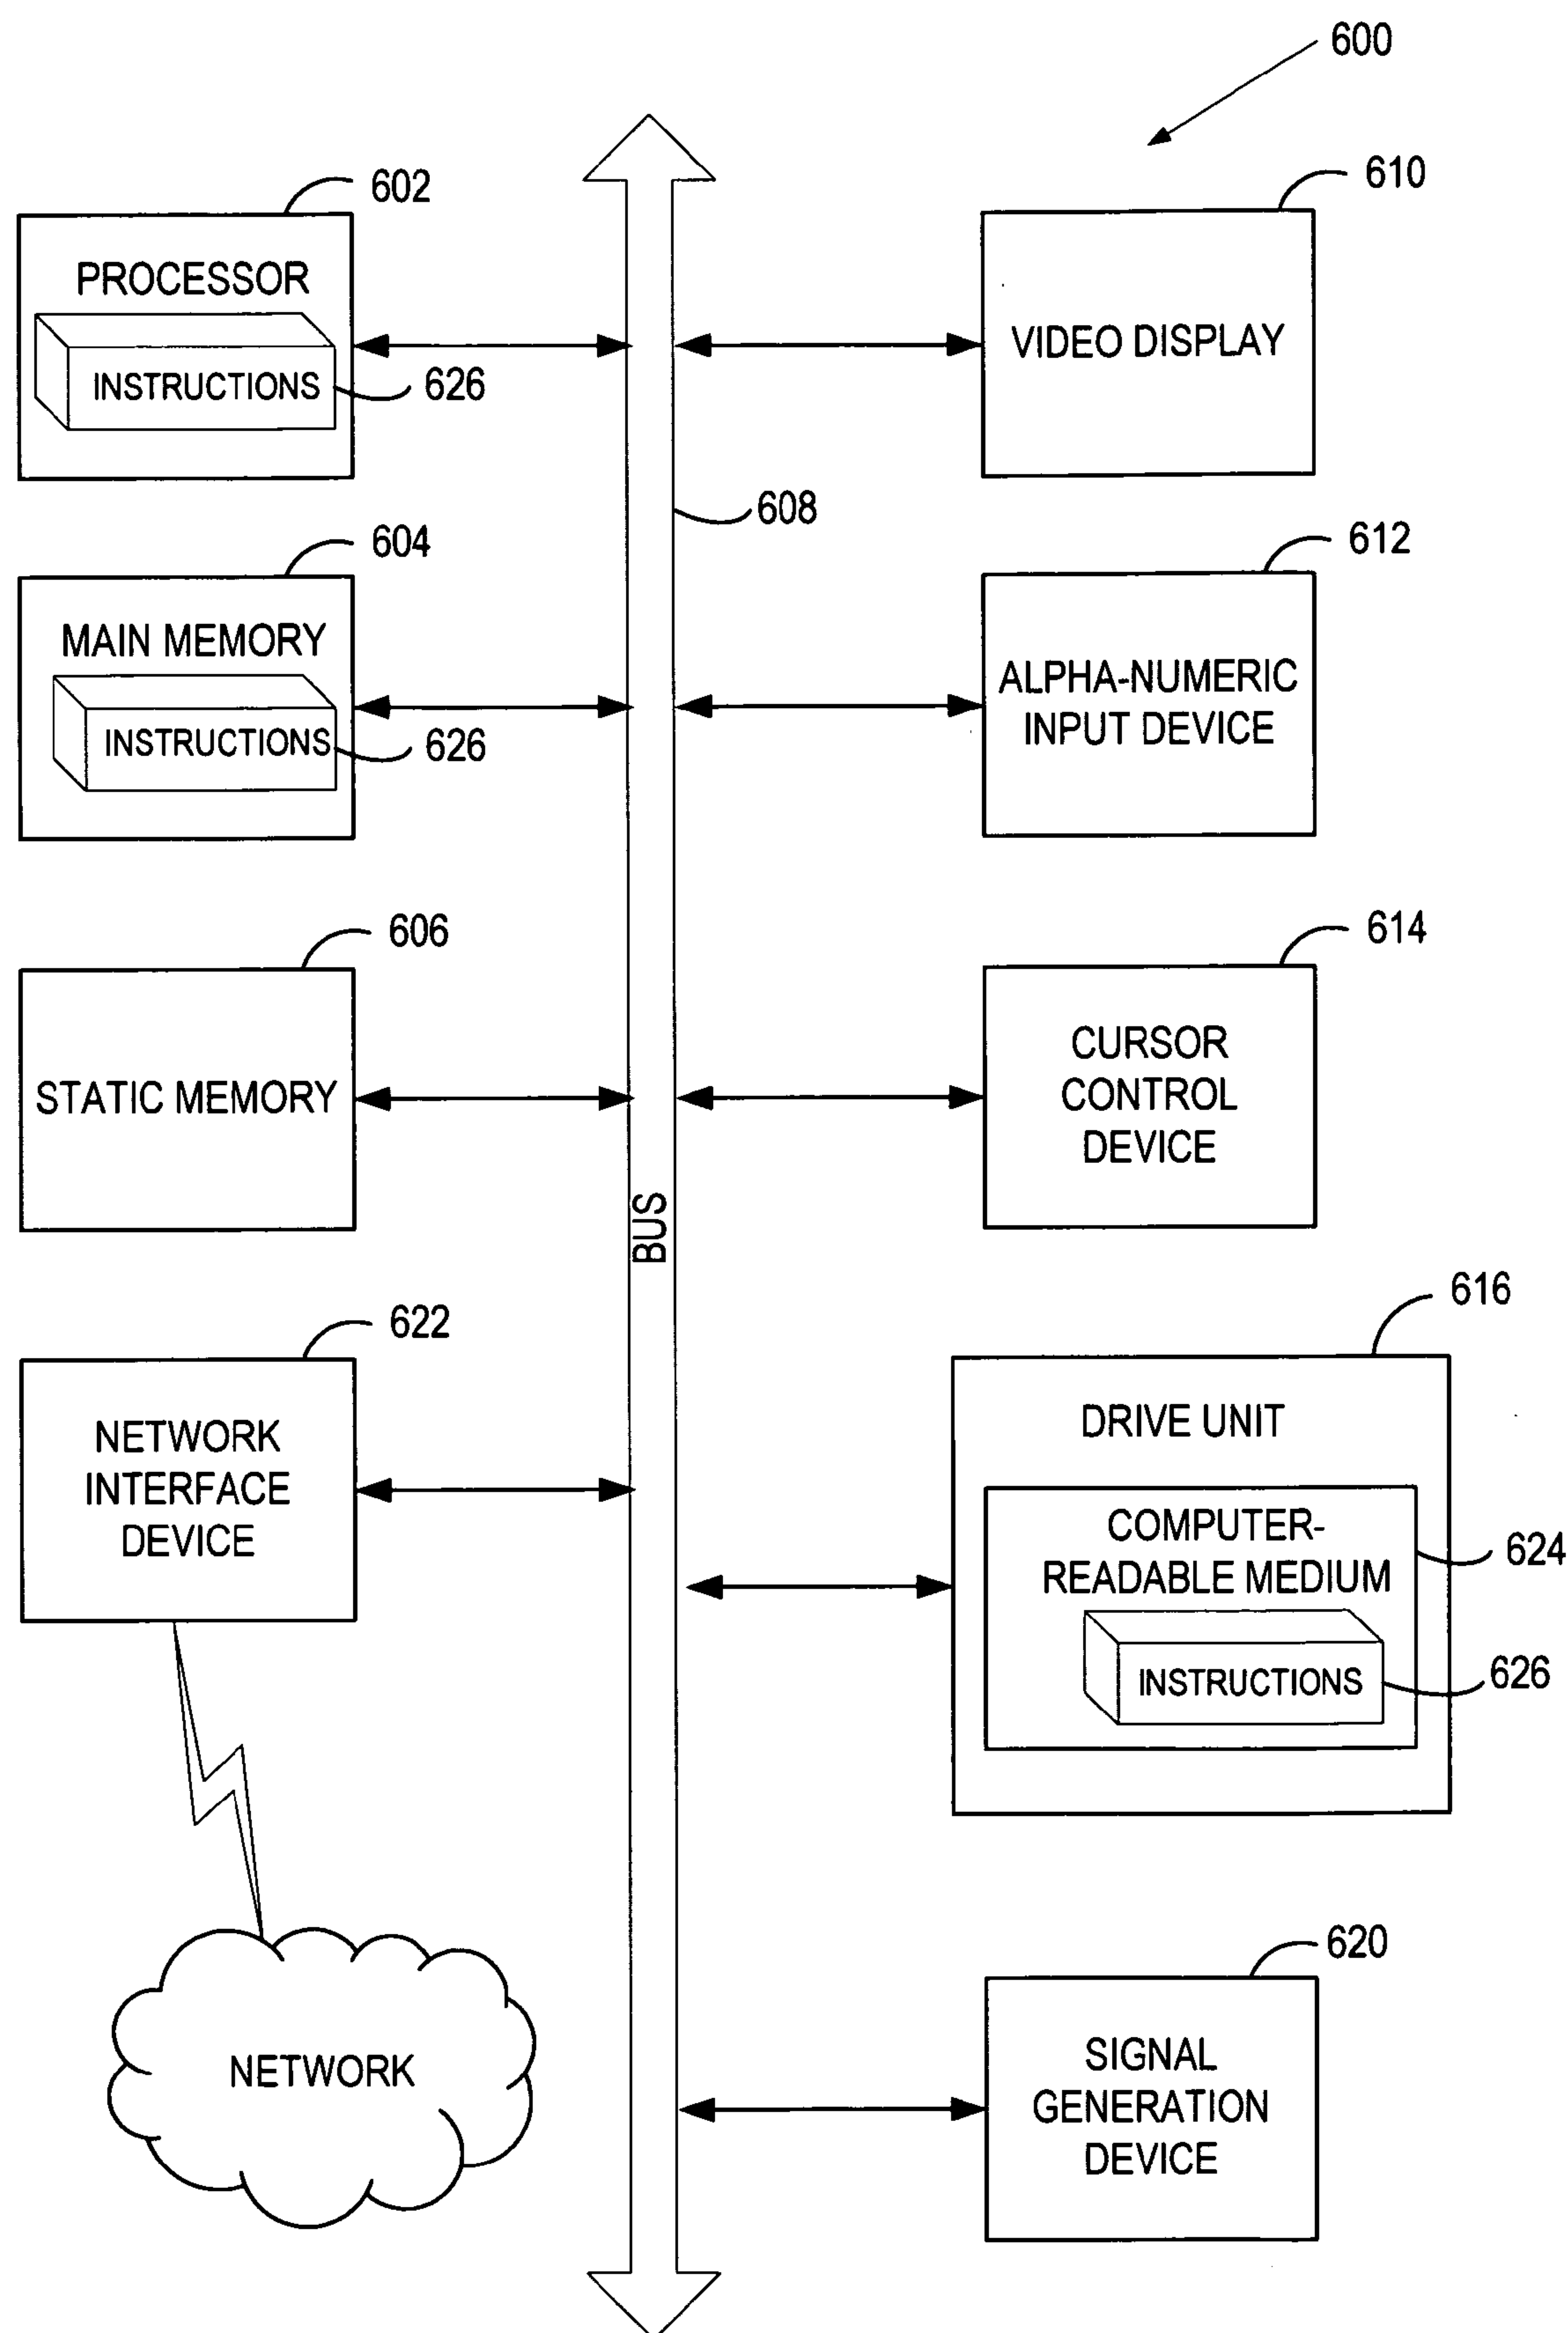 600
602
PROCESSOR
INSTRUCTIONS
626
610
VIDEO DISPLAY
608
604
MAIN MEMORY
INSTRUCTIONS
626
612
ALPHA-NUMERIC
INPUT DEVICE
606
STATIC MEMORY
614
CURSOR
CONTROL
DEVICE
BUS
622
NETWORK
INTERFACE
DEVICE
616
DRIVE UNIT
COMPUTER-
READABLE MEDIUM
624
INSTRUCTIONS
626
NETWORK
620
SIGNAL
GENERATION
DEVICE